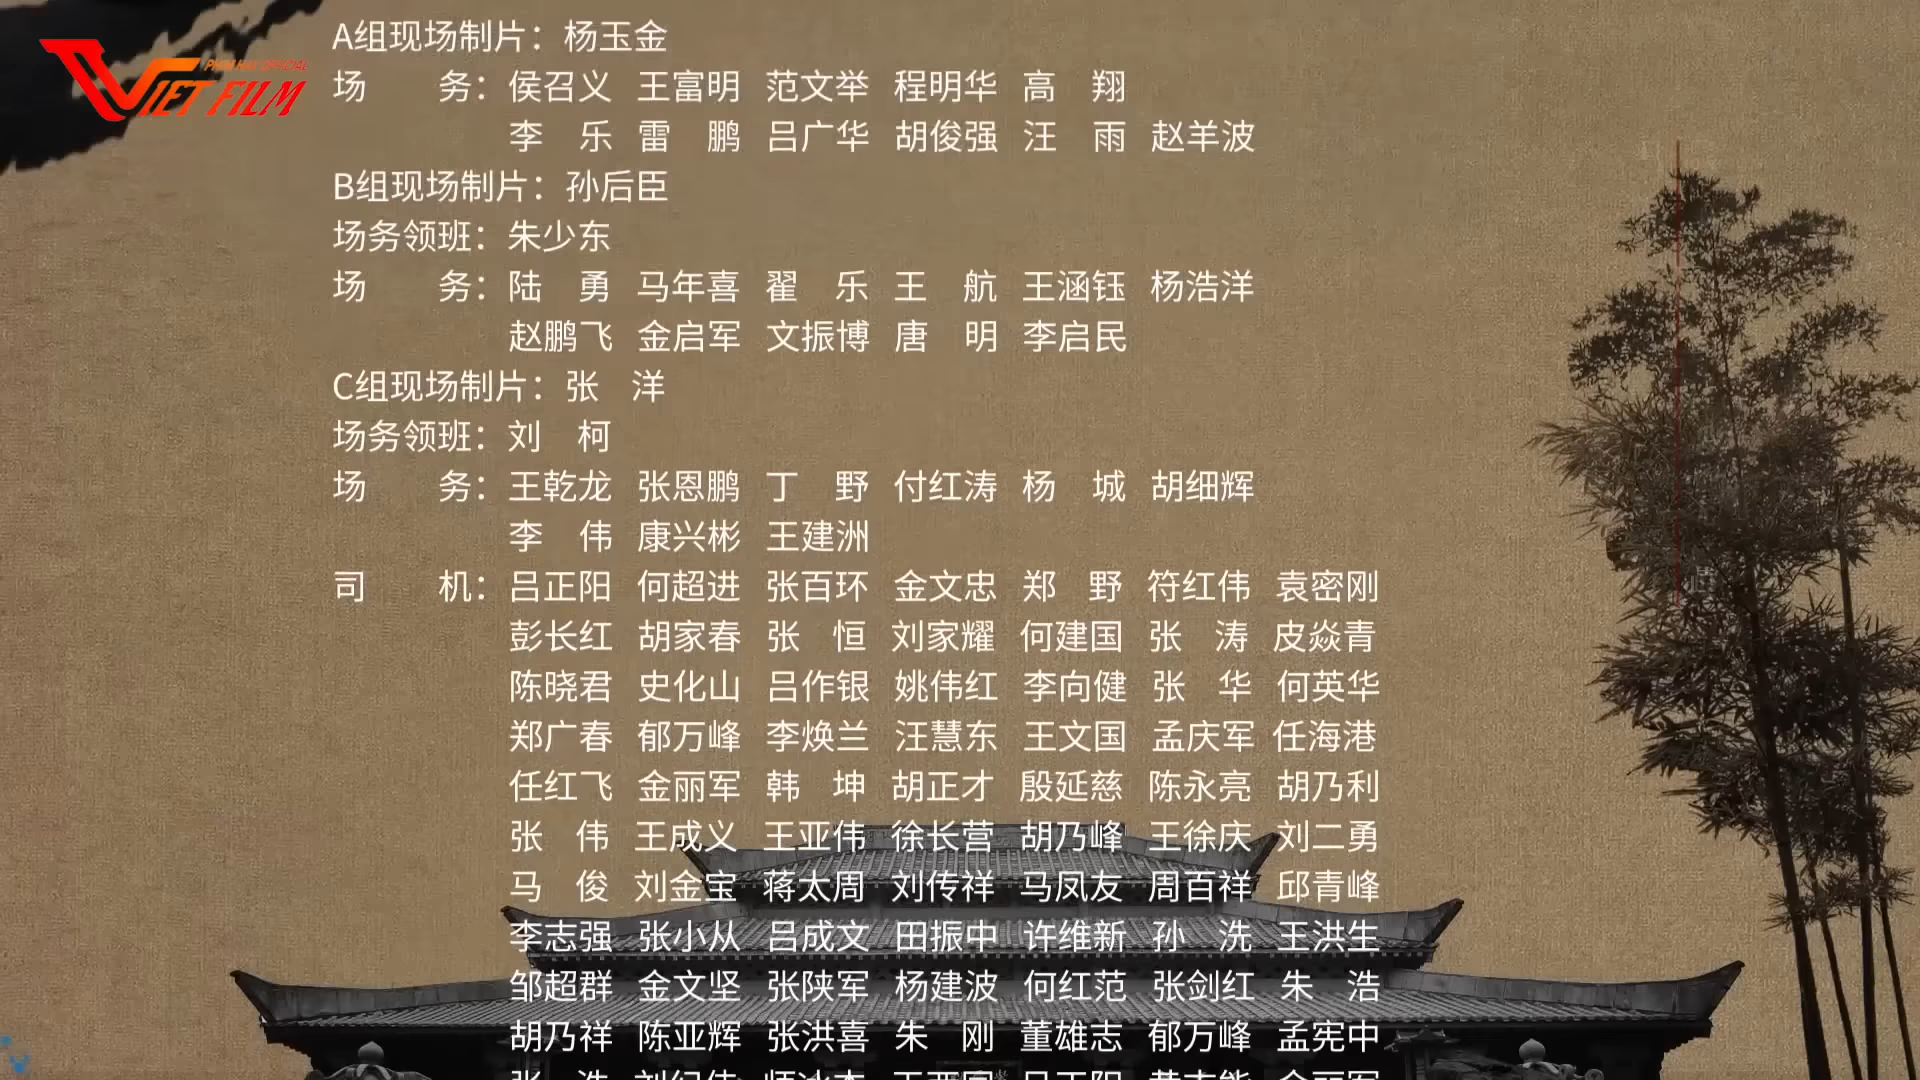 PHIM HAY OFFICIAL
VIET FILM
A组现场制片：杨玉金
场 务：侯召义 王富明 范文举 程明华 高 翔
李 乐 雷 鹏 吕广华 胡俊强 汪 雨 赵羊波
B组现场制片：孙后臣
场务领班：朱少东
场 务：陆 勇 马年喜 翟 乐 王 航 王涵钰 杨浩洋
赵鹏飞 金启军 文振博 唐 明 李启民
C组现场制片：张 洋
场务领班：刘 柯
场 务：王乾龙 张恩鹏 丁 野 付红涛 杨 城 胡细辉
李 伟 康兴彬 王建洲
司 机：吕正阳 何超进 张百环 金文忠 郑 野 符红伟 袁密刚
彭长红 胡家春 张 恒 刘家耀 何建国 张 涛 皮焱青
陈晓君 史化山 吕作银 姚伟红 李向健 张 华 何英华
郑广春 郁万峰 李焕兰 汪慧东 王文国 孟庆军 任海港
任红飞 金丽军 韩 坤 胡正才 殷延慈 陈永亮 胡乃利
张 伟 王成义 王亚伟 徐长营 胡乃峰 王徐庆 刘二勇
马 俊 刘金宝 蒋太周 刘传祥 马凤友 周百祥 邱青峰
李志强 张小从 吕成文 田振中 许维新 孙 洗 王洪生
邹超群 金文坚 张陕军 杨建波 何红范 张剑红 朱 浩
胡乃祥 陈亚辉 张洪喜 朱 刚 董雄志 郁万峰 孟宪中